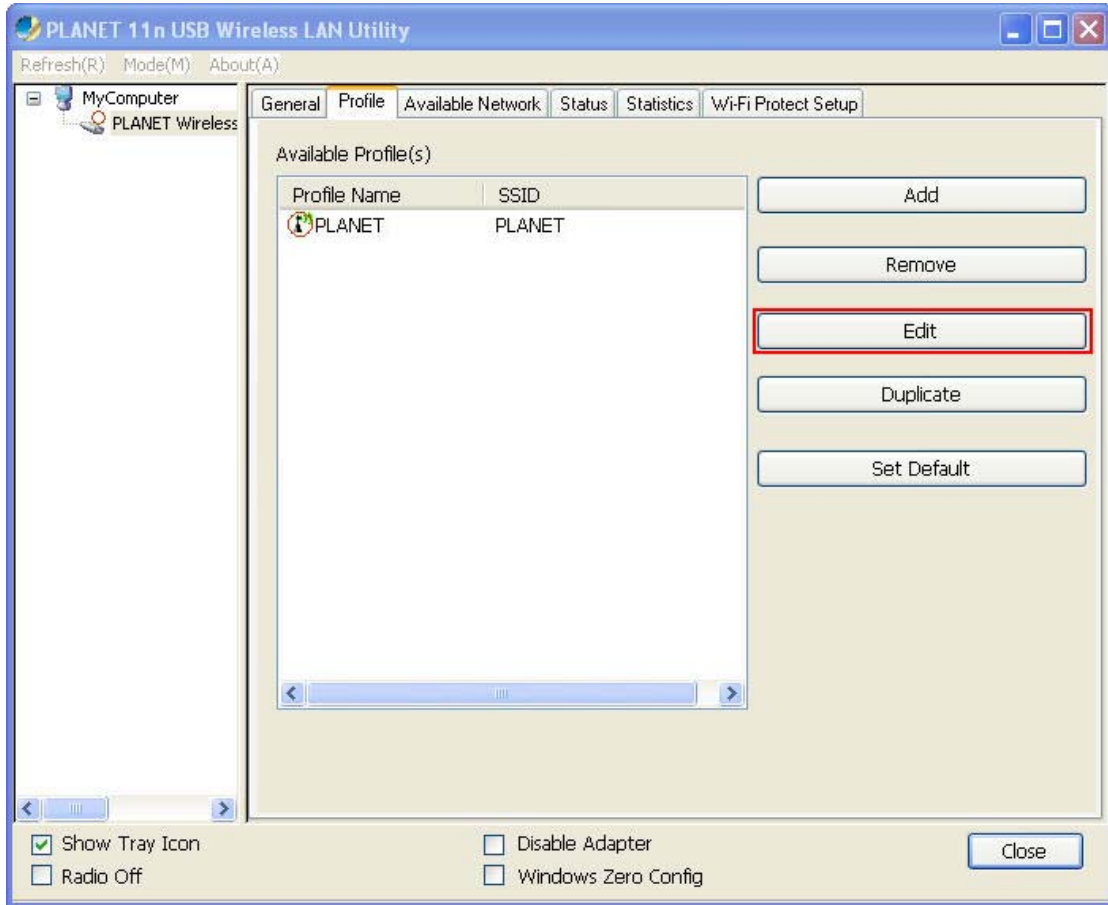 PLANET 11n USB Wireless LAN Utility
Refresh(R) Mode(M) About(A)
MyComputer
PLANET Wireless
General Profile Available Network Status Statistics Wi-Fi Protect Setup
Available Profile(s)
Profile Name SSID
PLANET PLANET
Add
Remove
Edit
Duplicate
Set Default
Show Tray Icon
Radio Off
Disable Adapter
Windows Zero Config
Close